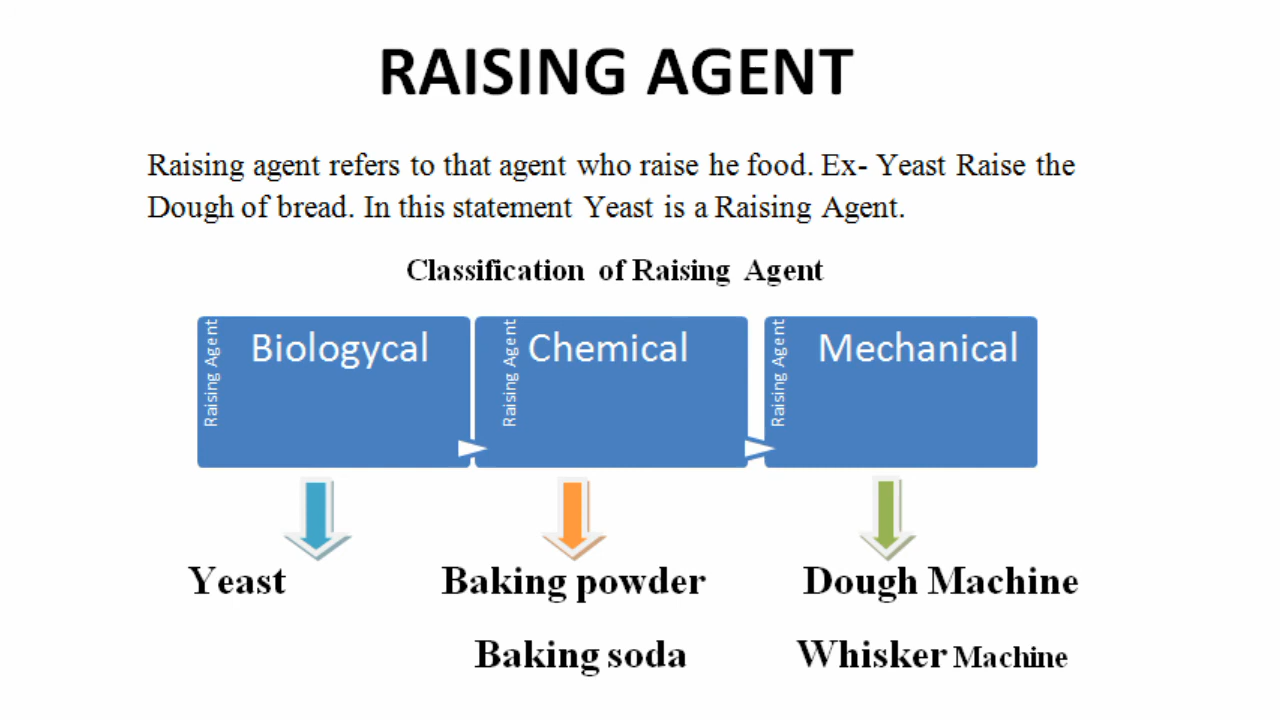 RAISING AGENT
Raising agent refers to that agent who raise he food. Ex- Yeast Raise the
Dough of bread. In this statement Yeast is a Raising Agent.
Classification of Raising Agent
Raising Agent
Biologycal
Raising Agent
Chemical
Raising Agent
Mechanical
Yeast
Baking powder
Dough Machine
Baking soda
Whisker Machine